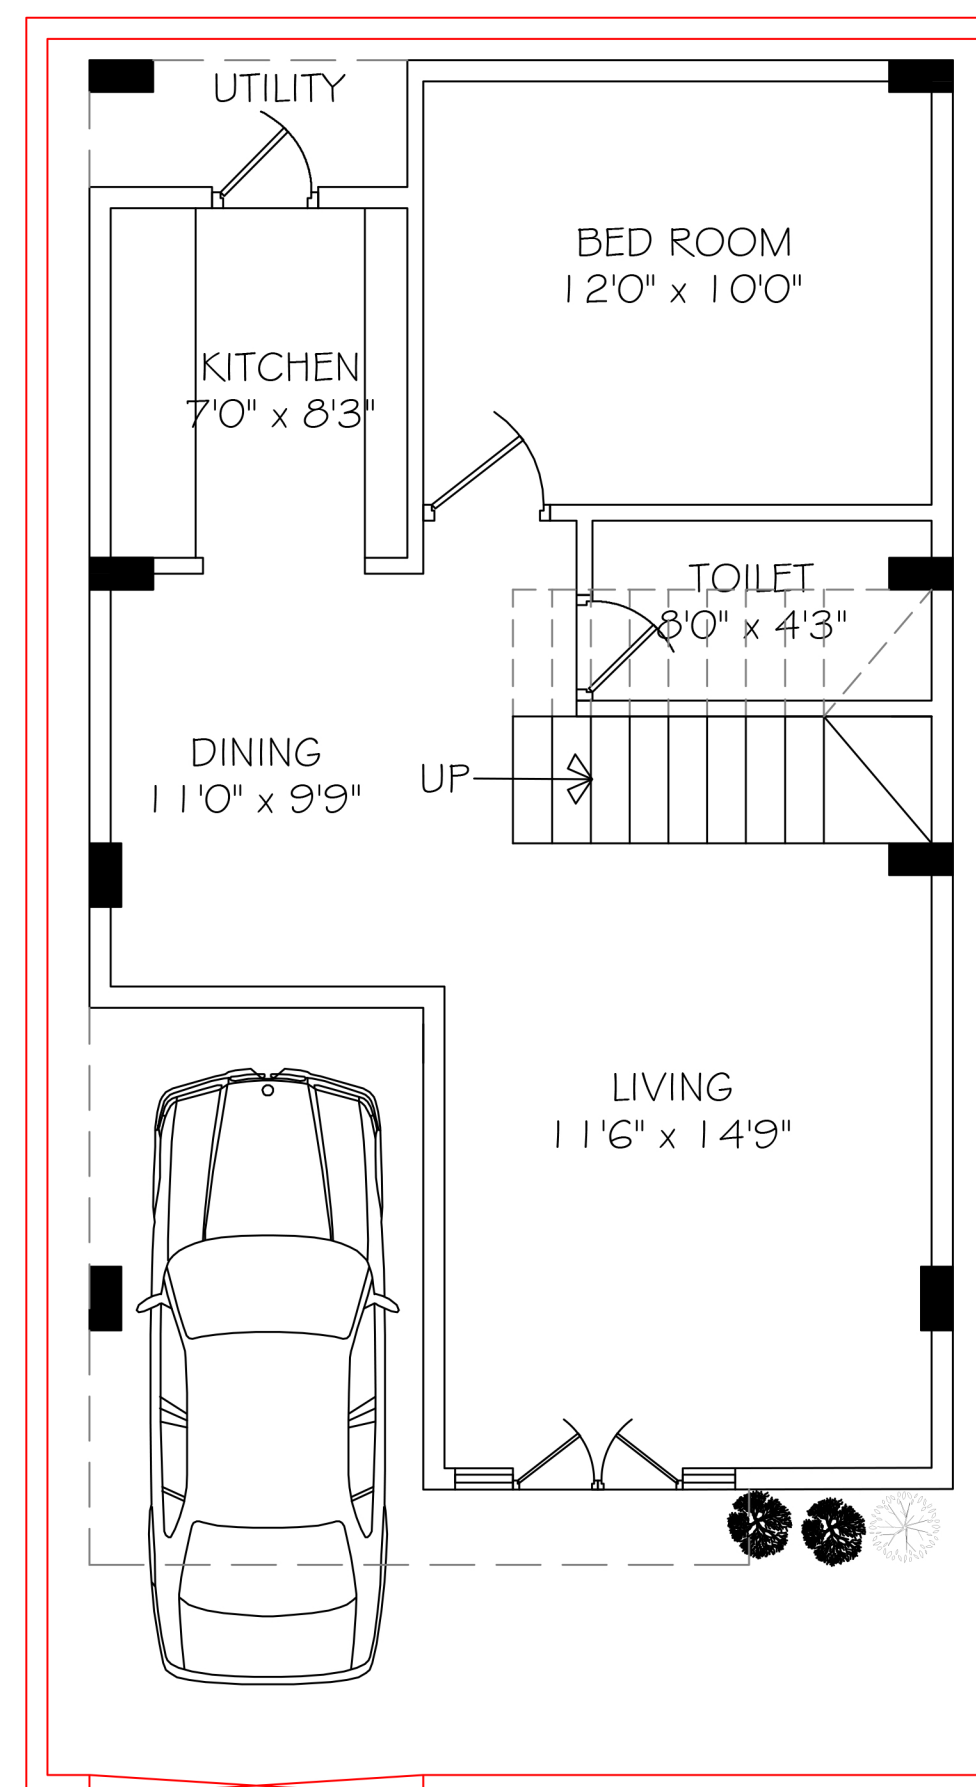 UTILITY
BED ROOM
12'0" x 10'0"
KITCHEN
7'0" x 8'3"
TOILET
8'0" x 4'3"
DINING
11'0" x 9'9"
UP
LIVING
11'6" x 14'9"